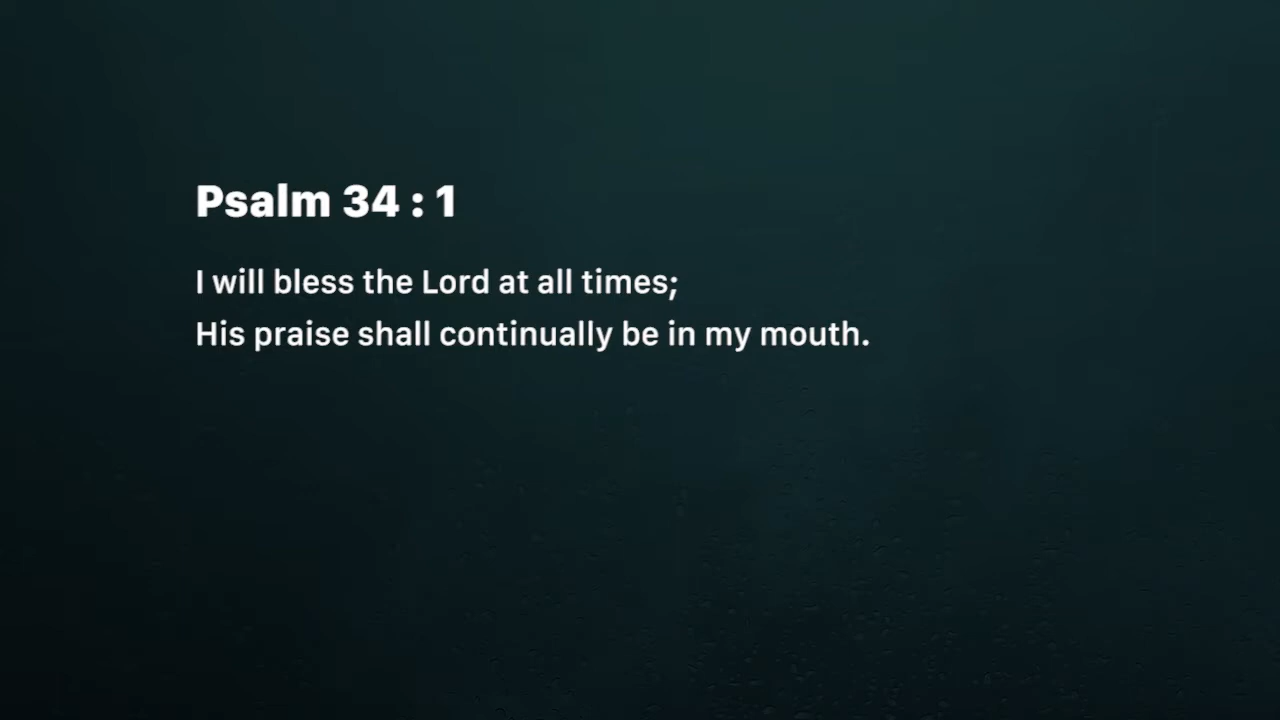 Psalm 34 : 1
I will bless the Lord at all times;
His praise shall continually be in my mouth.